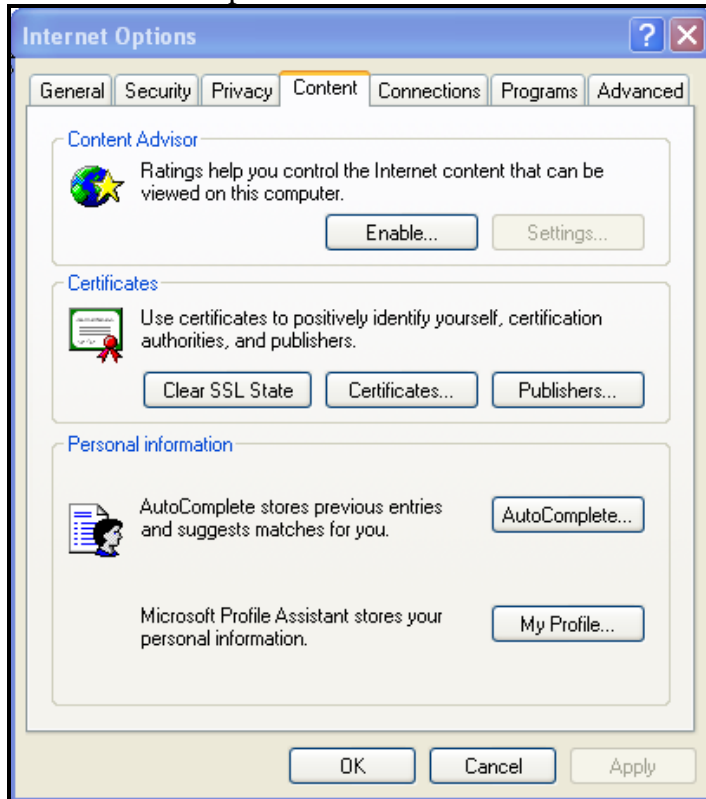 Internet Options
General Security Privacy Content Connections Programs Advanced
Content Advisor
Ratings help you control the Internet content that can be
viewed on this computer.
Enable... Settings...
Certificates
Use certificates to positively identify yourself, certification
authorities, and publishers.
Clear SSL State Certificates... Publishers...
Personal information
AutoComplete stores previous entries
and suggests matches for you.
AutoComplete...
Microsoft Profile Assistant stores your
personal information.
My Profile...
OK Cancel Apply